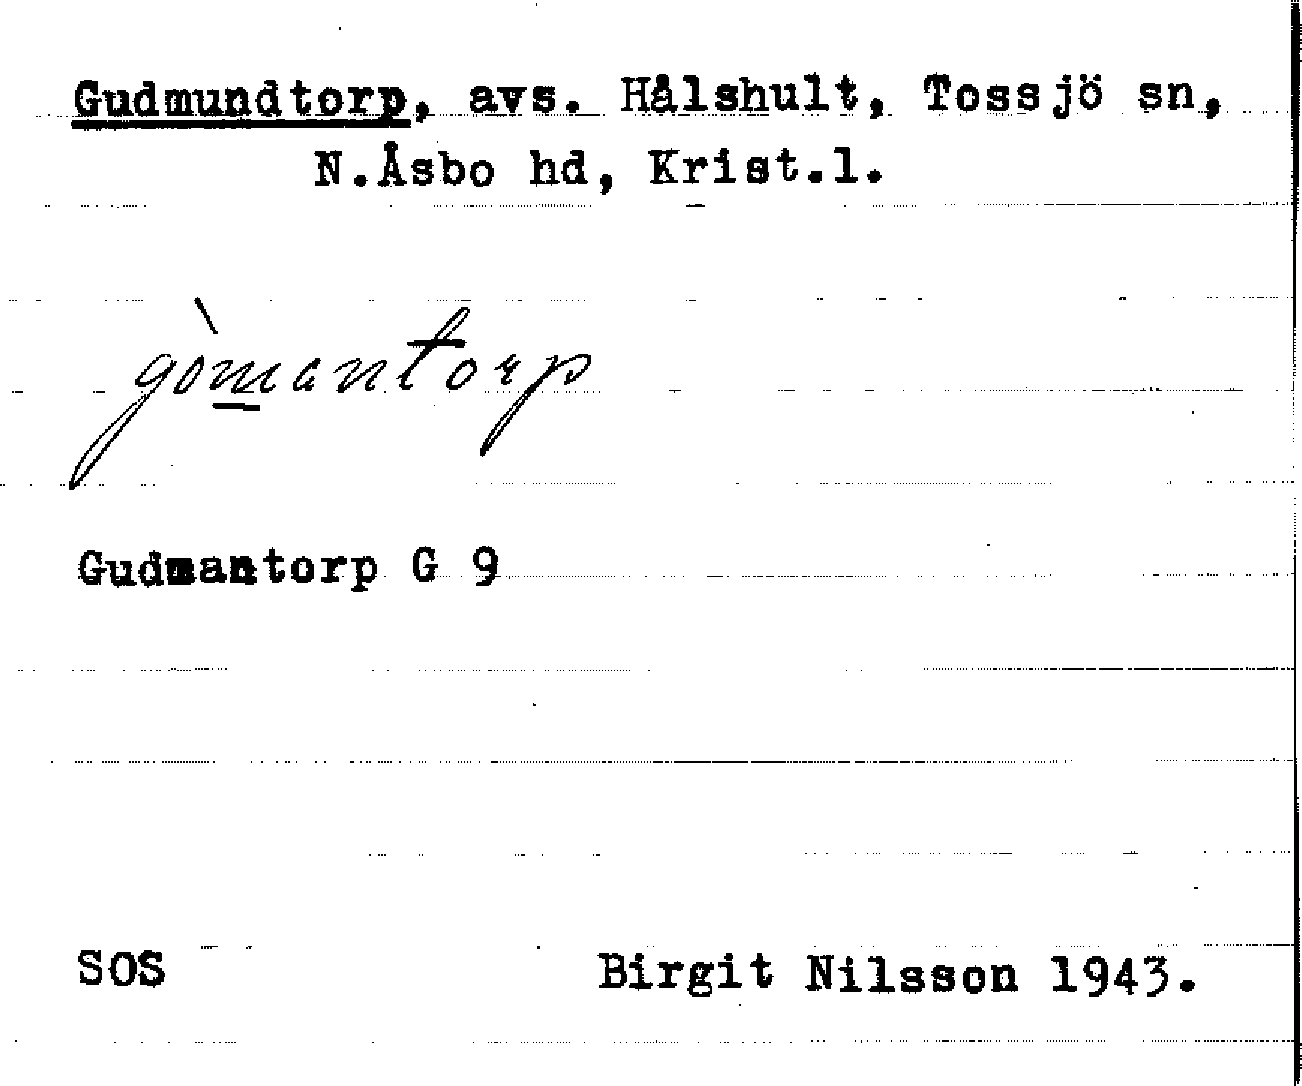 Gudmundtorp, avs. Hålshult, Tossjö sn,
N.Åsbo hd, Krist.l.
gòmantorp
Gudmantorp G 9
SOS Birgit Nilsson 1943.